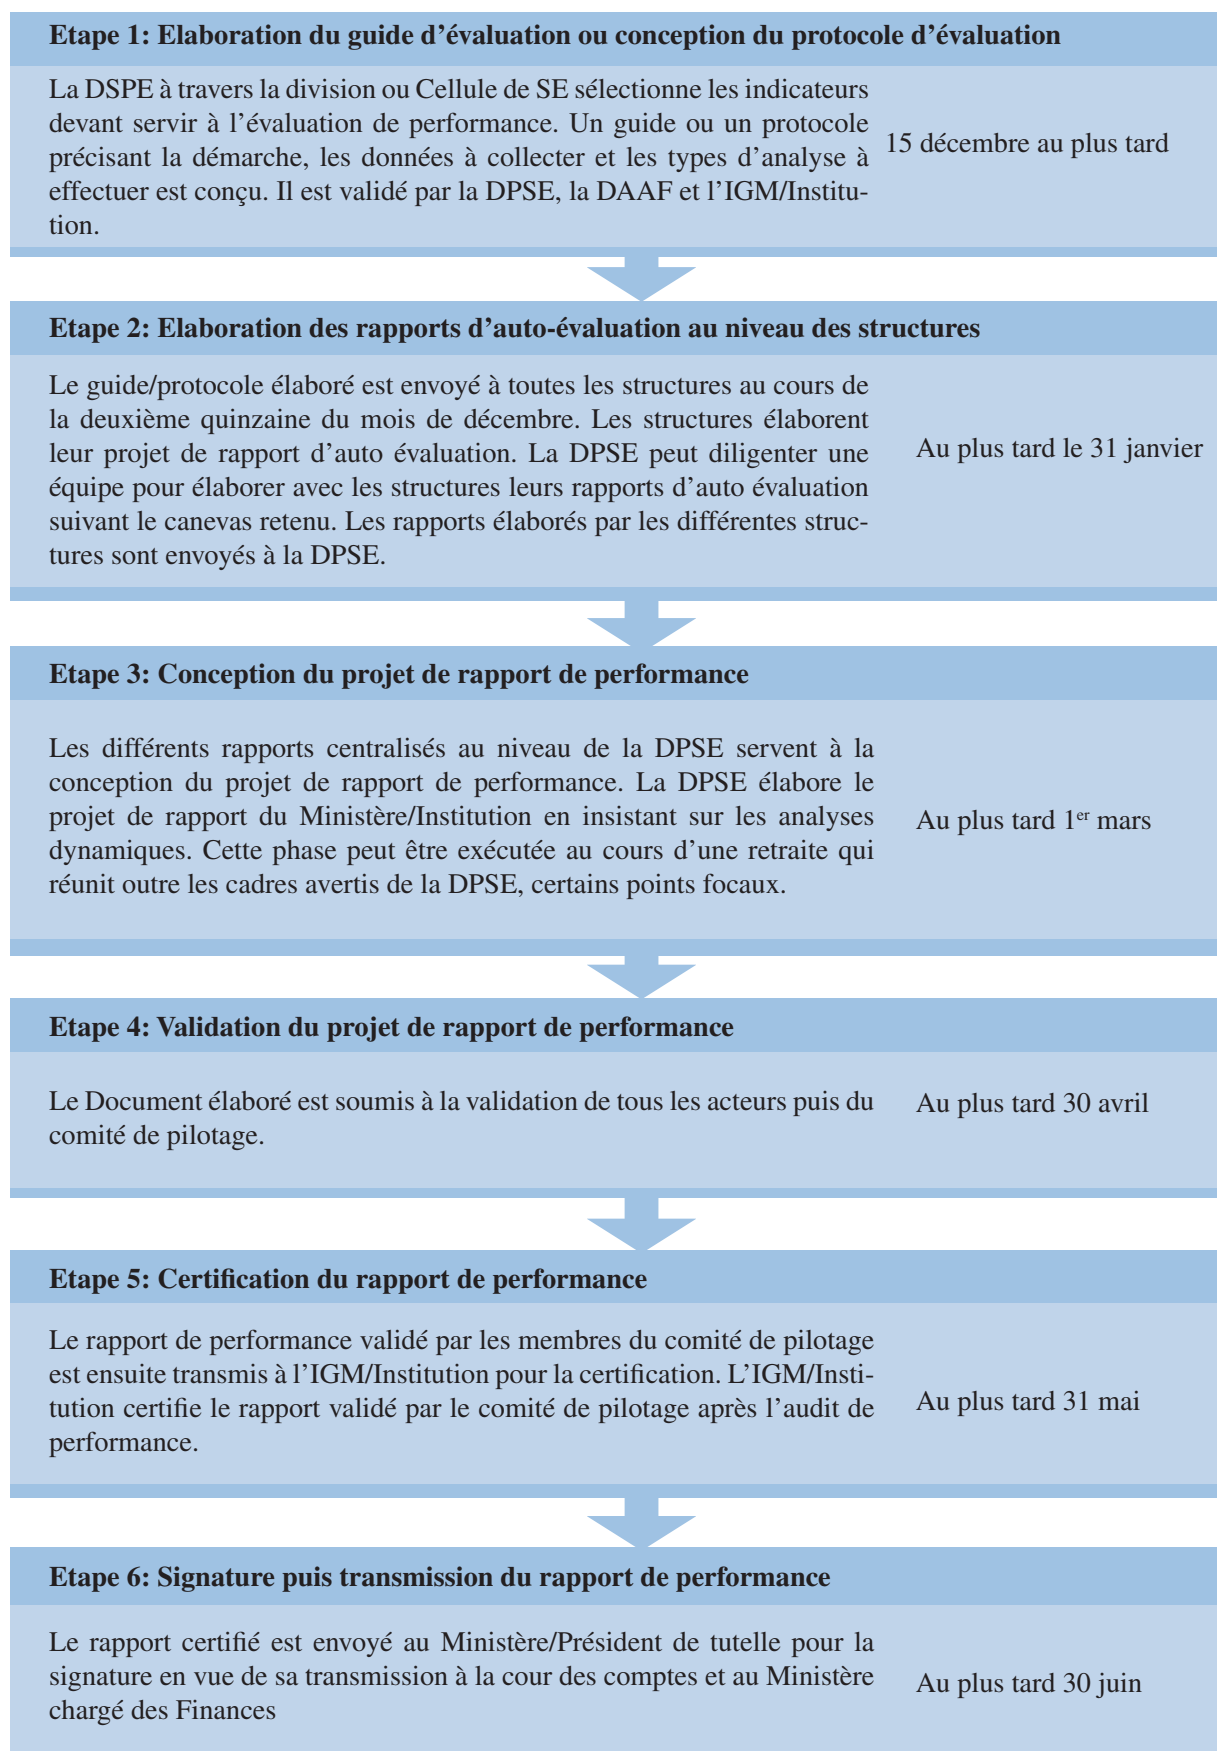 Etape 1: Elaboration du guide d’évaluation ou conception du protocole d’évaluation
La DSPE à travers la division ou Cellule de SE sélectionne les indicateurs
devant servir à l’évaluation de performance. Un guide ou un protocole
précisant la démarche, les données à collecter et les types d’analyse à
effectuer est conçu. Il est validé par la DPSE, la DAAF et l’IGM/Institu-
tion.
15 décembre au plus tard
Etape 2: Elaboration des rapports d’auto-évaluation au niveau des structures
Le guide/protocole élaboré est envoyé à toutes les structures au cours de
la deuxième quinzaine du mois de décembre. Les structures élaborent
leur projet de rapport d’auto évaluation. La DPSE peut diligenter une
équipe pour élaborer avec les structures leurs rapports d’auto évaluation
suivant le canevas retenu. Les rapports élaborés par les différentes struc-
tures sont envoyés à la DPSE.
Au plus tard le 31 janvier
Etape 3: Conception du projet de rapport de performance
Les différents rapports centralisés au niveau de la DPSE servent à la
conception du projet de rapport de performance. La DPSE élabore le
projet de rapport du Ministère/Institution en insistant sur les analyses
dynamiques. Cette phase peut être exécutée au cours d’une retraite qui
réunit outre les cadres avertis de la DPSE, certains points focaux.
Au plus tard 1er mars
Etape 4: Validation du projet de rapport de performance
Le Document élaboré est soumis à la validation de tous les acteurs puis du
comité de pilotage.
Au plus tard 30 avril
Etape 5: Certification du rapport de performance
Le rapport de performance validé par les membres du comité de pilotage
est ensuite transmis à l’IGM/Institution pour la certification. L’IGM/Insti-
tution certifie le rapport validé par le comité de pilotage après l’audit de
performance.
Au plus tard 31 mai
Etape 6: Signature puis transmission du rapport de performance
Le rapport certifié est envoyé au Ministère/Président de tutelle pour la
signature en vue de sa transmission à la cour des comptes et au Ministère
chargé des Finances
Au plus tard 30 juin